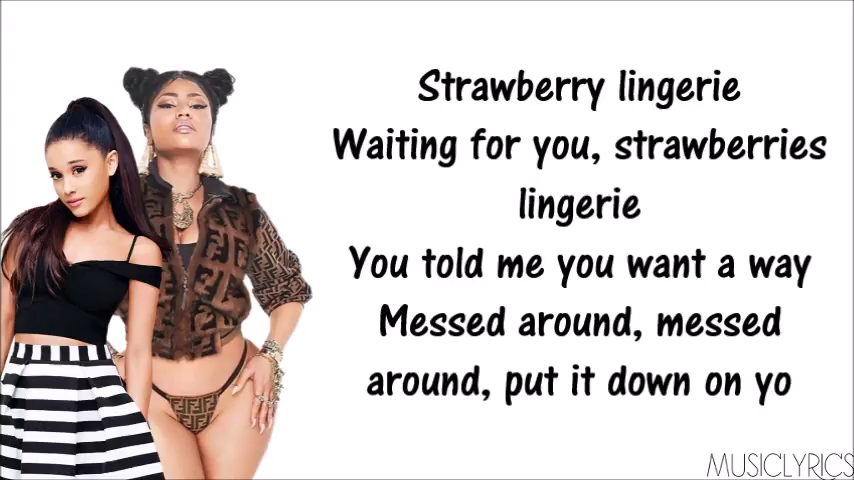 Strawberry lingerie
Waiting for you, strawberries
lingerie
You told me you want a way
Messed around, messed
around, put it down on yo
MUSICLYRICS